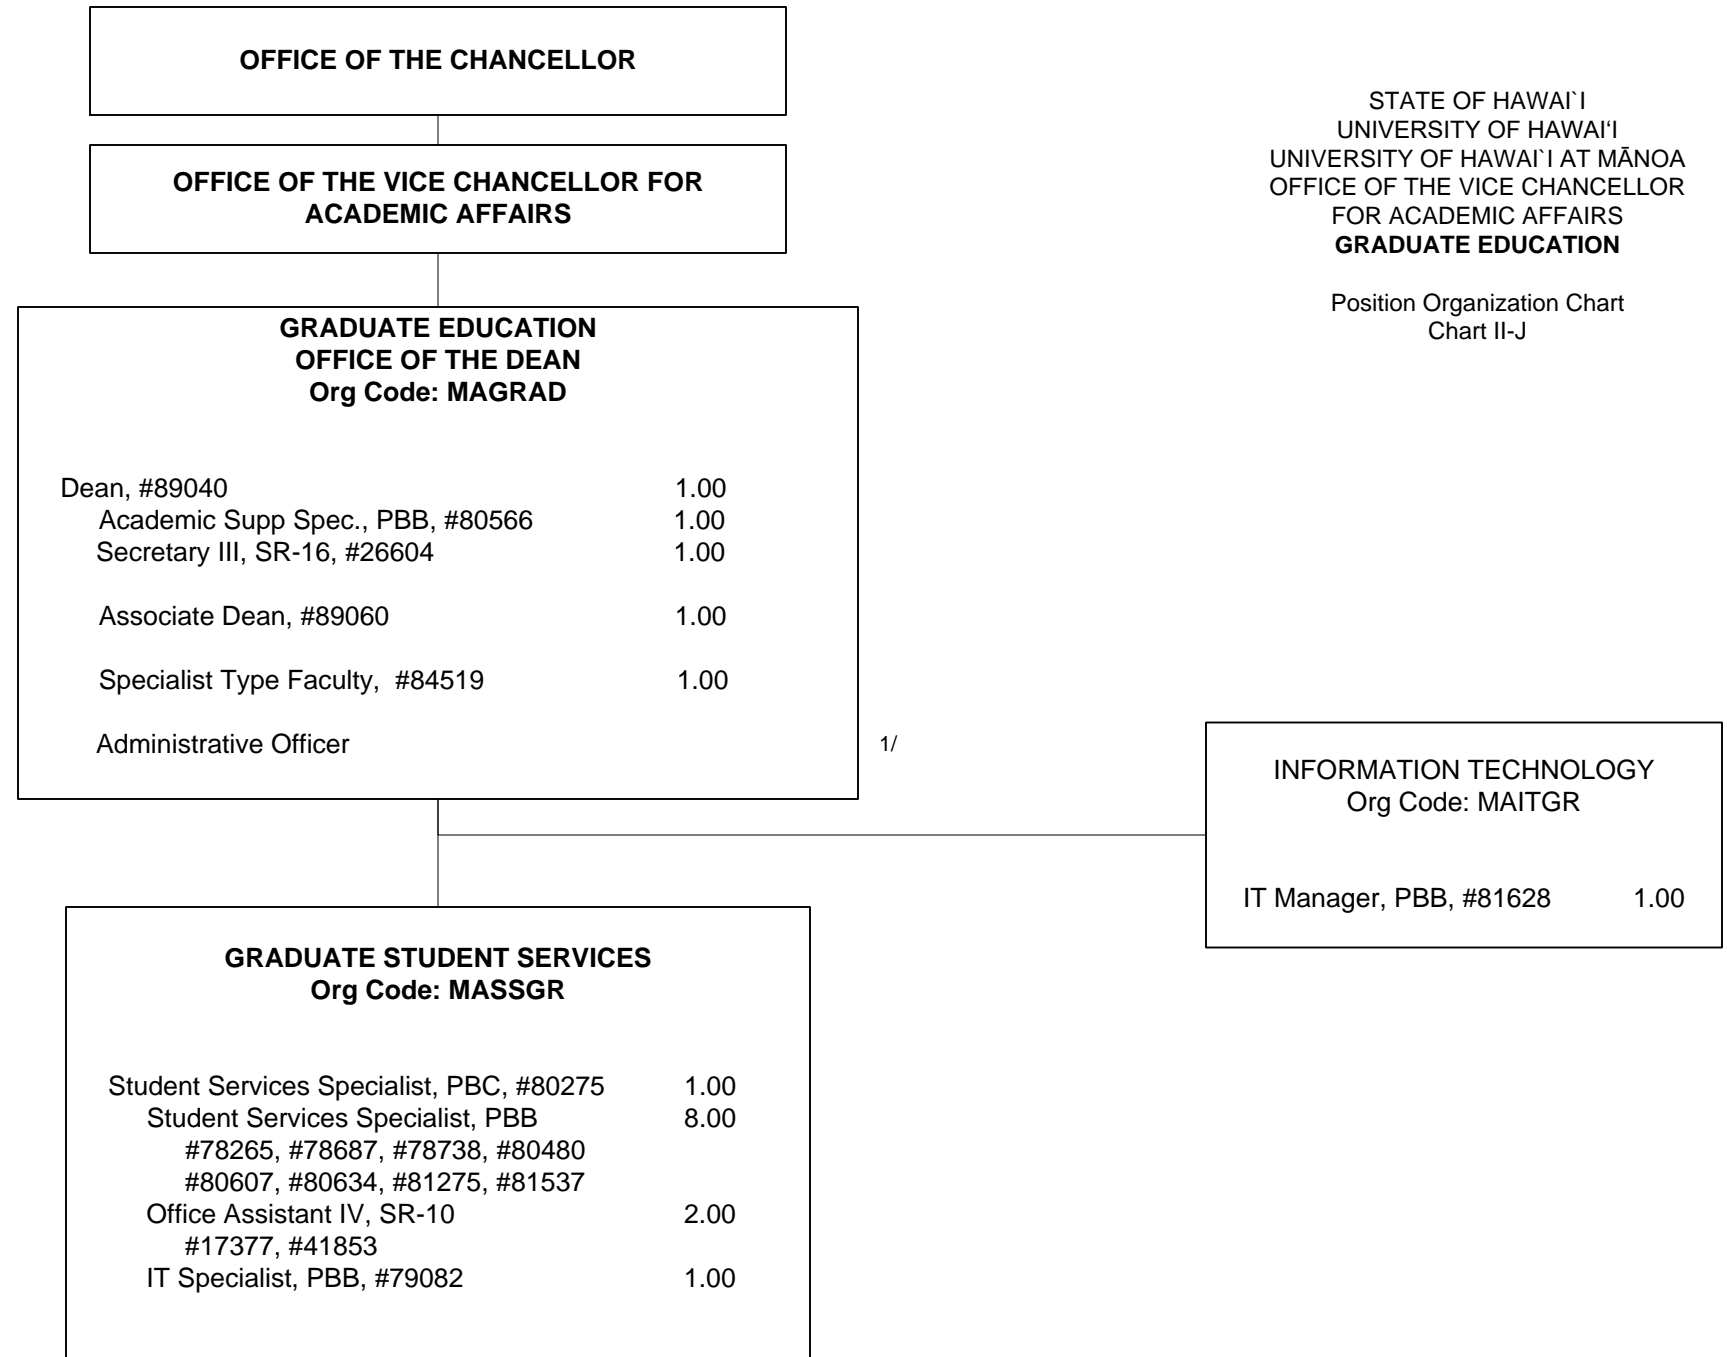 OFFICE OF THE CHANCELLOR
OFFICE OF THE VICE CHANCELLOR FOR
ACADEMIC AFFAIRS
STATE OF HAWAI`I
UNIVERSITY OF HAWAI‘I
UNIVERSITY OF HAWAI`I AT MĀNOA
OFFICE OF THE VICE CHANCELLOR
FOR ACADEMIC AFFAIRS
GRADUATE EDUCATION
Position Organization Chart
Chart II-J
GRADUATE EDUCATION
OFFICE OF THE DEAN
Org Code: MAGRAD
Dean, #89040 1.00
Academic Supp Spec., PBB, #80566 1.00
Secretary III, SR-16, #26604 1.00
Associate Dean, #89060 1.00
Specialist Type Faculty, #84519 1.00
Administrative Officer 1/
INFORMATION TECHNOLOGY
Org Code: MAITGR
IT Manager, PBB, #81628 1.00
GRADUATE STUDENT SERVICES
Org Code: MASSGR
Student Services Specialist, PBC, #80275 1.00
Student Services Specialist, PBB 8.00
#78265, #78687, #78738, #80480
#80607, #80634, #81275, #81537
Office Assistant IV, SR-10 2.00
#17377, #41853
IT Specialist, PBB, #79082 1.00